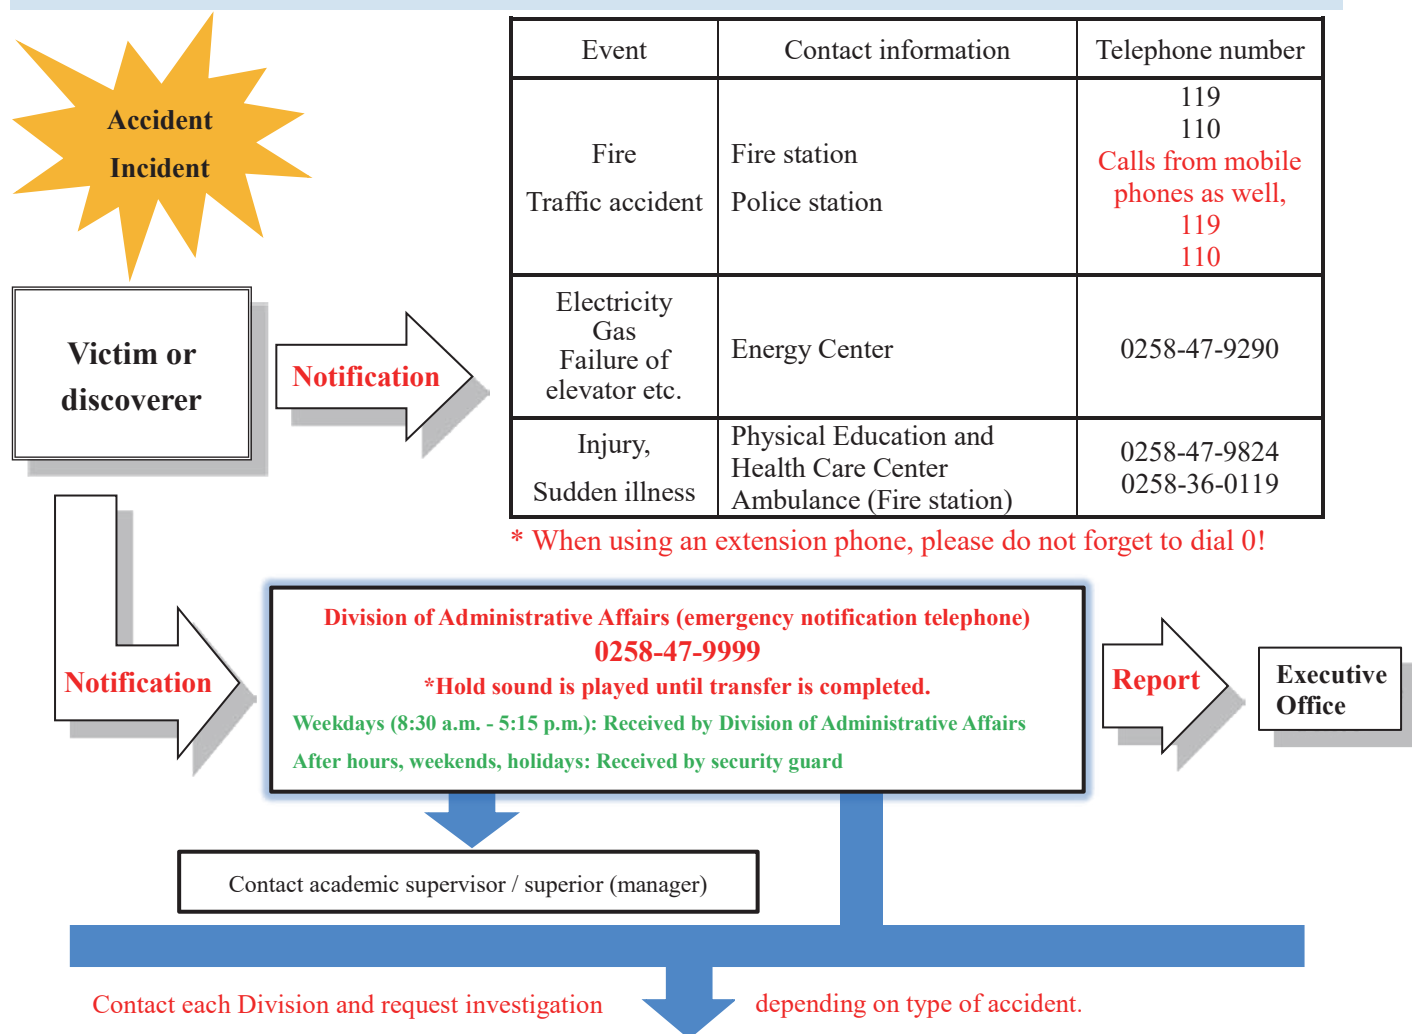 Accident
Incident
Event
Contact information
Telephone number
Fire
Traffic accident
Fire station
Police station
119
110
Calls from mobile
phones as well,
119
110
Electricity
Gas
Failure of
elevator etc.
Energy Center
0258-47-9290
Injury,
Sudden illness
Physical Education and
Health Care Center
Ambulance (Fire station)
0258-47-9824
0258-36-0119
* When using an extension phone, please do not forget to dial 0!
Victim or
discoverer
Notification
Notification
Division of Administrative Affairs (emergency notification telephone)
0258-47-9999
*Hold sound is played until transfer is completed.
Weekdays (8:30 a.m. - 5:15 p.m.): Received by Division of Administrative Affairs
After hours, weekends, holidays: Received by security guard
Report
Executive
Office
Contact academic supervisor / superior (manager)
Contact each Division and request investigation depending on type of accident.